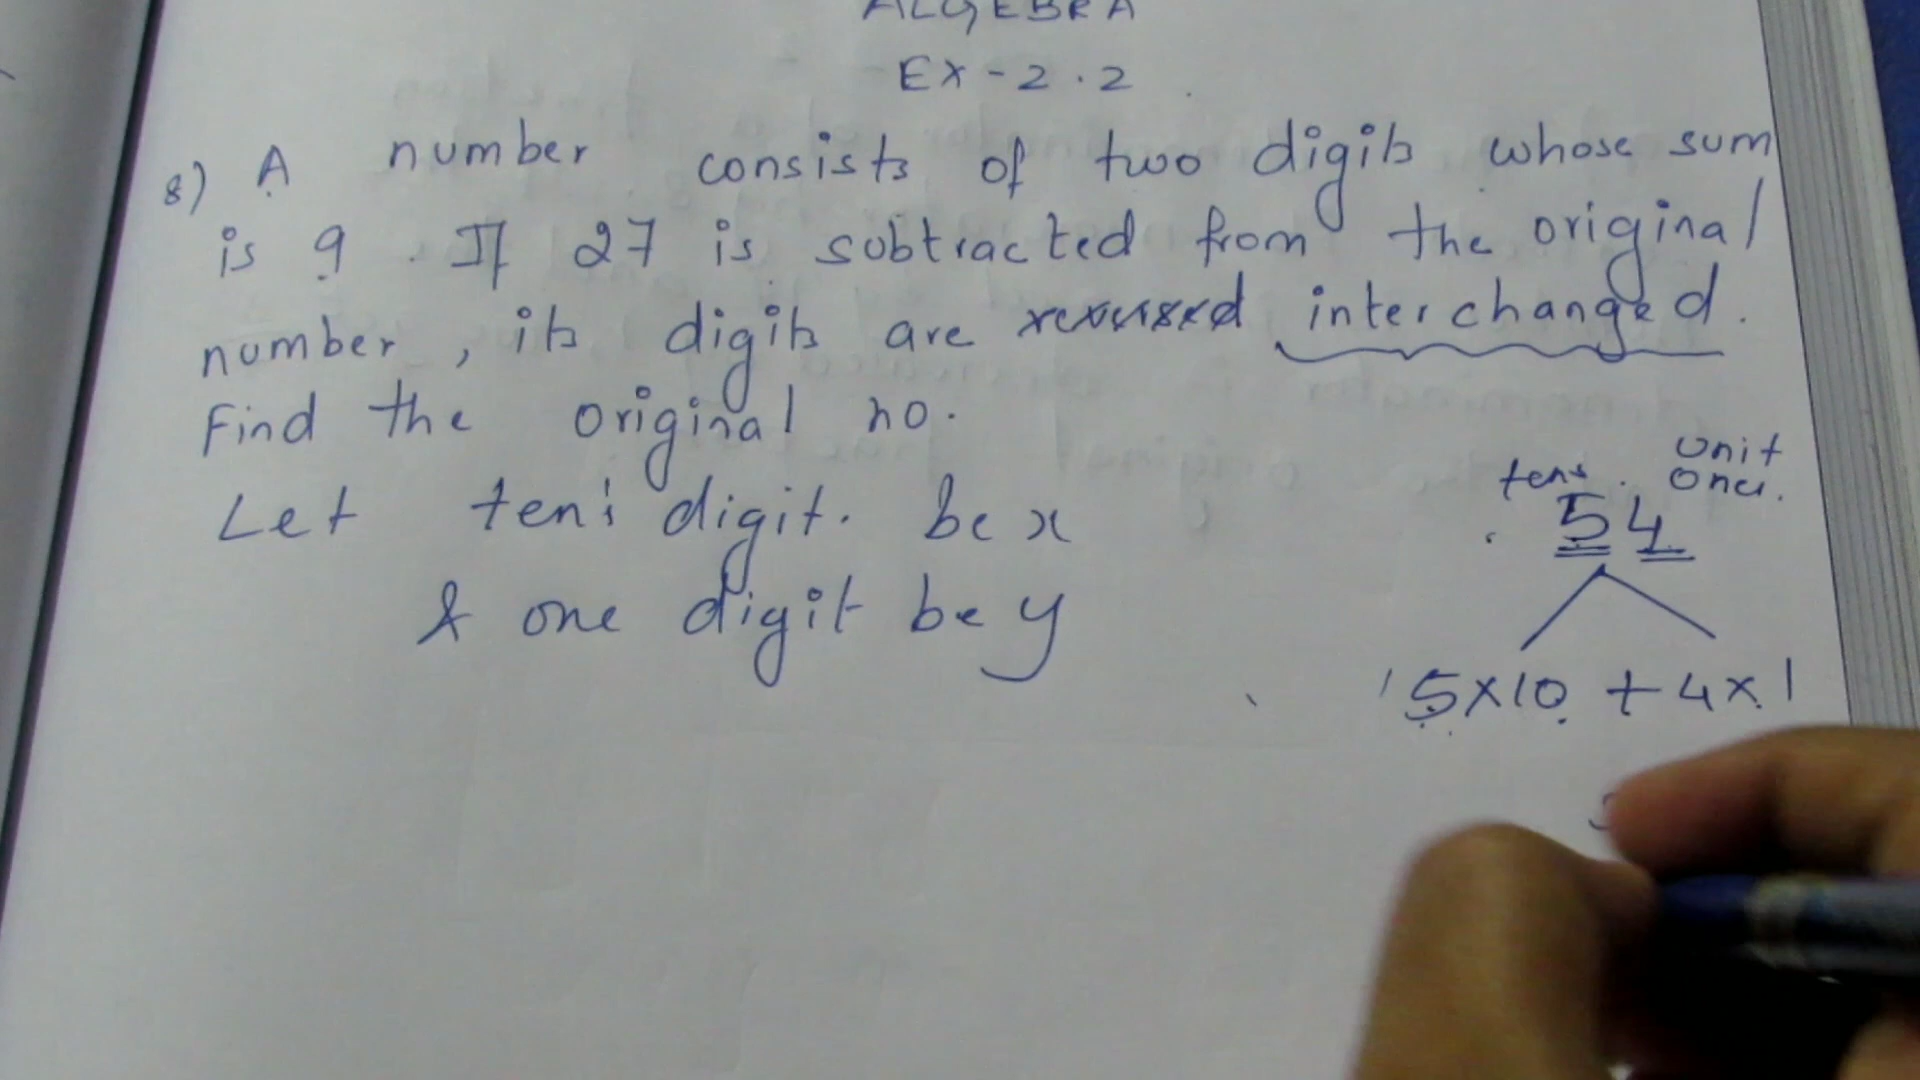 ALGEBRA
EX-2.2
8) A number consists of two digits whose sum
is 9. If 27 is subtracted from the original
number, its digits are reversed interchanged.
Find the original no.
Let ten's digit. be x
& one digit be y
tens. unit
ones.
54
5x10 + 4x1